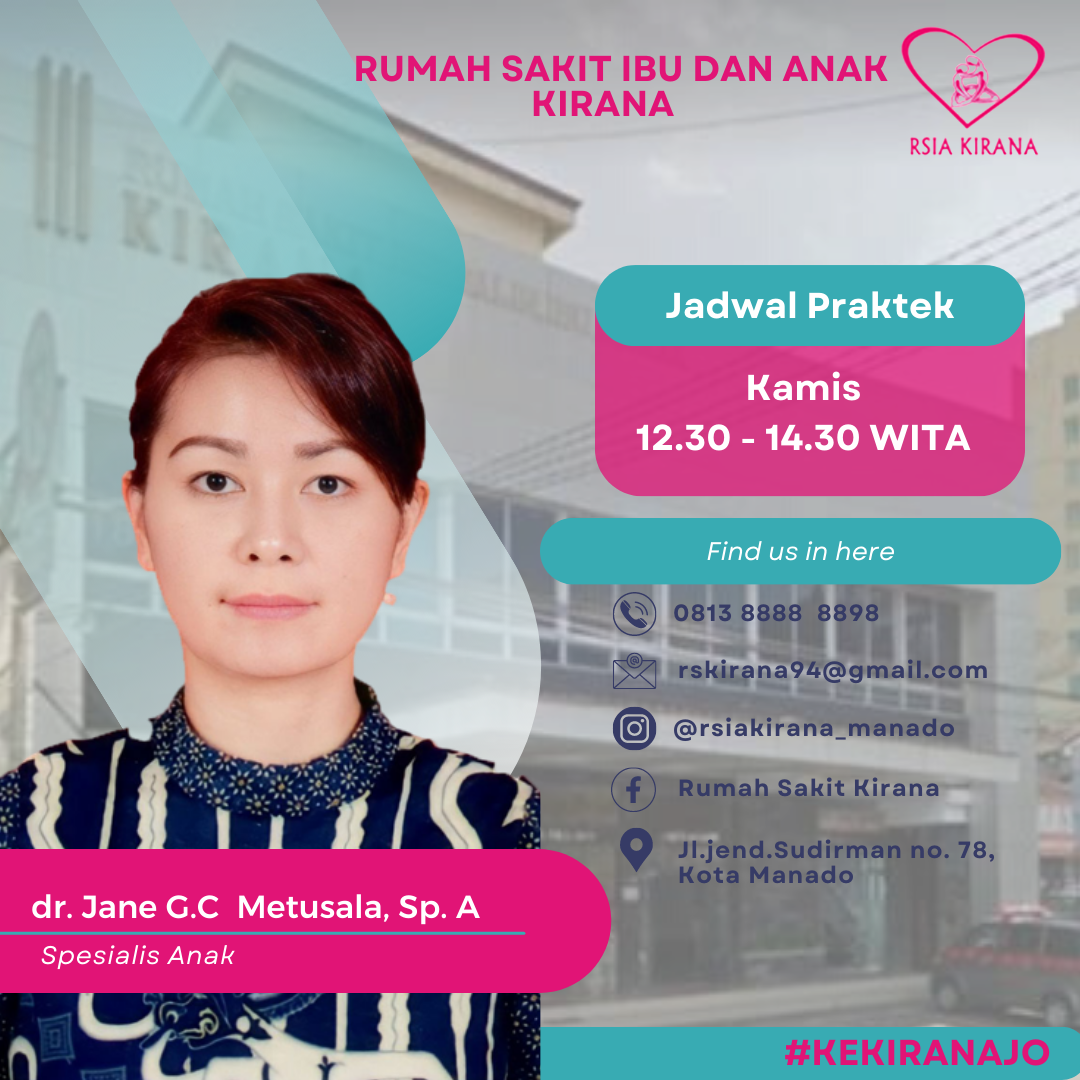 RUMAH SAKIT IBU DAN ANAK
KIRANA
RSIA KIRANA
Jadwal Praktek
Kamis
12.30 - 14.30 WITA
Find us in here
0813 8888  8898
rskirana94@gmail.com
@rsiakirana_manado
Rumah Sakit Kirana
Jl.jend.Sudirman no. 78,
Kota Manado
dr. Jane G.C  Metusala, Sp. A
Spesialis Anak
#KEKIRANAJO